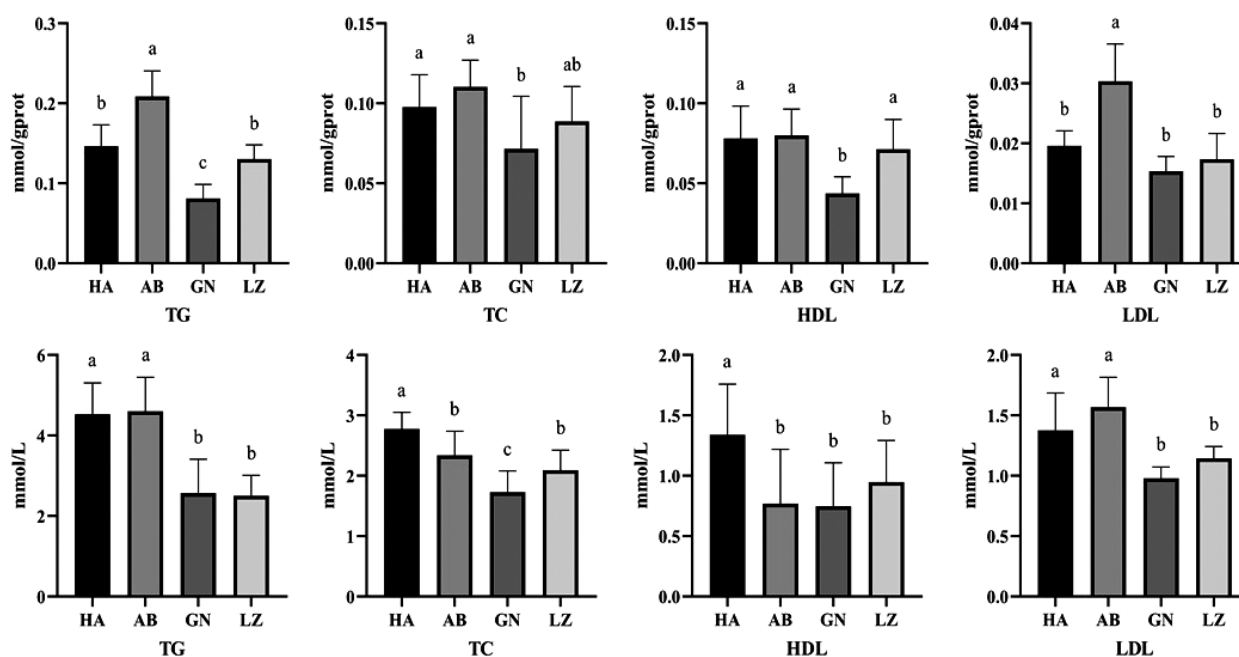 0.3 0.15 0.15 0.04
a a a a
b a ab a a a
0.2 b 0.10 b 0.10 b 0.03 b b b
mmol/gprot c mmol/gprot mmol/gprot mmol/gprot 0.02
0.1 0.05 0.05 0.01
0.0 0.00 0.00 0.00
HA AB GN LZ HA AB GN LZ HA AB GN LZ HA AB GN LZ
TG TC HDL LDL
6 4 2.0 2.0
a a a a a a
mmol/L 4 b b mmol/L 3 b c b mmol/L 1.5 b b b mmol/L 1.5 b b
2 1.0 1.0
2 1 0.5 0.5
0 0 0.0 0.0
HA AB GN LZ HA AB GN LZ HA AB GN LZ HA AB GN LZ
TG TC HDL LDL